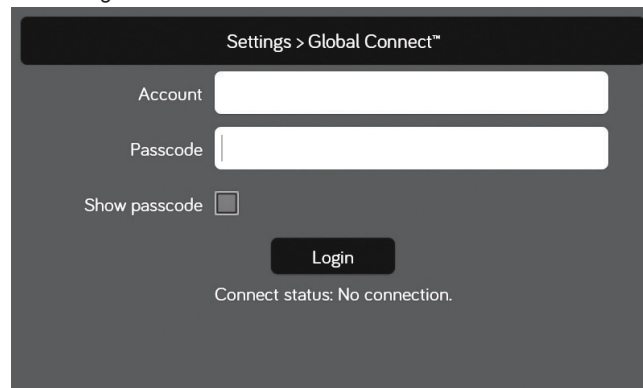 Settings > Global Connect™
Account
Passcode
Show passcode
Login
Connect status: No connection.